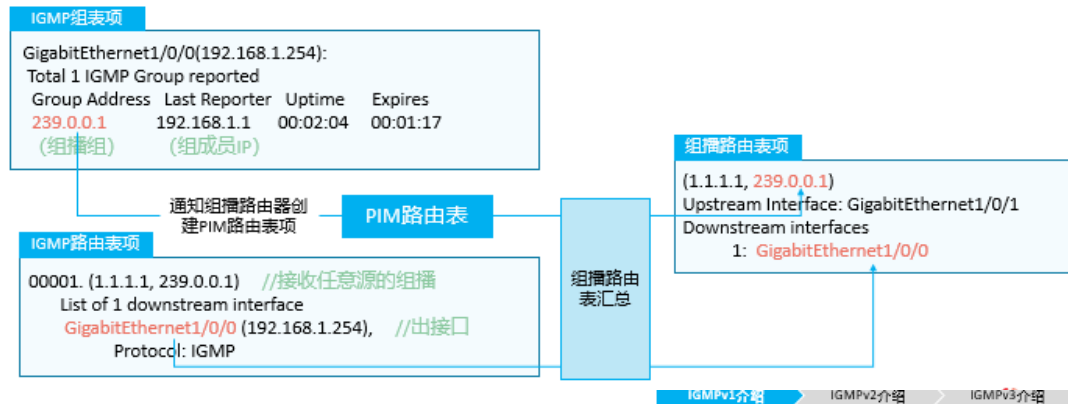 IGMP组表项
GigabitEthernet1/0/0(192.168.1.254):
Total 1 IGMP Group reported
Group Address Last Reporter Uptime Expires
239.0.0.1 192.168.1.1 00:02:04 00:01:17
(组播组) (组成员IP)
通知组播路由器创
建PIM路由表项
PIM路由表
IGMP路由表项
00001. (1.1.1.1, 239.0.0.1) //接收任意源的组播
List of 1 downstream interface
GigabitEthernet1/0/0 (192.168.1.254), //出接口
Protocol: IGMP
组播路由
表汇总
组播路由表项
(1.1.1.1, 239.0.0.1)
Upstream Interface: GigabitEthernet1/0/1
Downstream interfaces
1: GigabitEthernet1/0/0
IGMPv1介绍 IGMPv2介绍 IGMPv3介绍